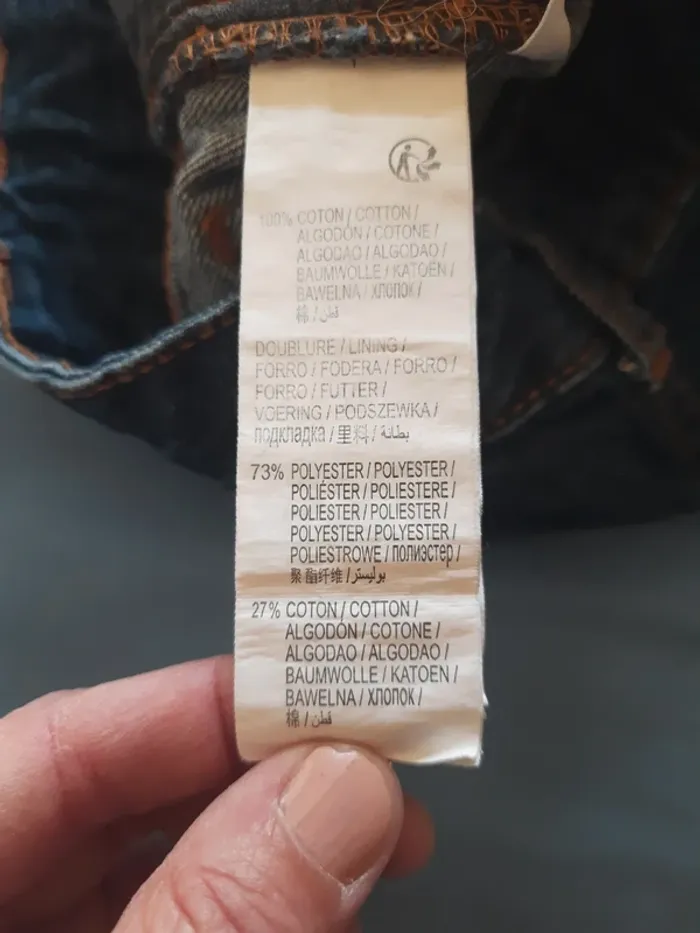 100% COTON / COTTON /
ALGODÓN / COTONE /
ALGODAO / ALGODAO /
BAUMWOLLE / KATOEN /
BAWELNA / ХЛОПОК /
棉 / قطن
DOUBLURE / LINING /
FORRO / FODERA / FORRO /
FORRO / FUTTER /
VOERING / PODSZEWKA /
подкладка / 里料 / بطانة
73% POLYESTER / POLYESTER /
POLIÉSTER / POLIESTERE /
POLIESTER / POLIESTER /
POLYESTER / POLYESTER /
POLIESTROWE / полиэстер /
聚酯纤维 / بوليستر
27% COTON / COTTON /
ALGODÓN / COTONE /
ALGODAO / ALGODAO /
BAUMWOLLE / KATOEN /
BAWELNA / ХЛОПОК /
棉 / قطن